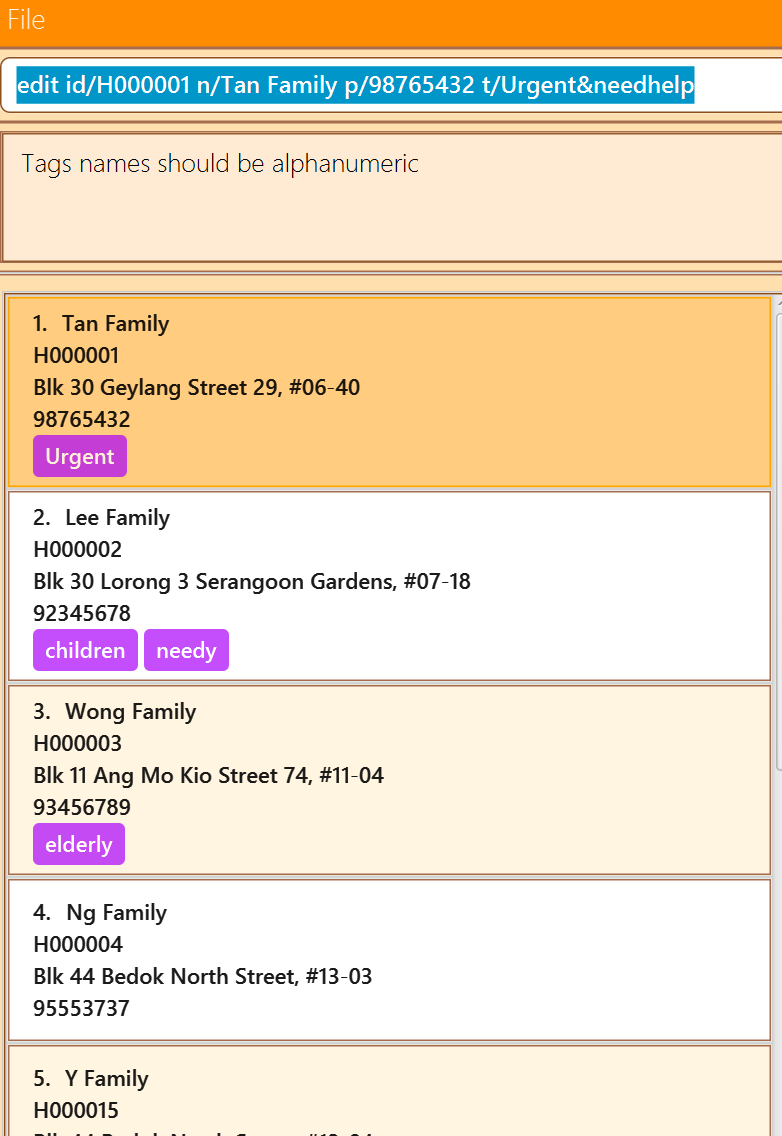 File
edit id/H000001 n/Tan Family p/98765432 t/Urgent&needhelp
Tags names should be alphanumeric
1. Tan Family
H000001
Blk 30 Geylang Street 29, #06-40
98765432
Urgent
2. Lee Family
H000002
Blk 30 Lorong 3 Serangoon Gardens, #07-18
92345678
children needy
3. Wong Family
H000003
Blk 11 Ang Mo Kio Street 74, #11-04
93456789
elderly
4. Ng Family
H000004
Blk 44 Bedok North Street, #13-03
95553737
5. Y Family
H000015